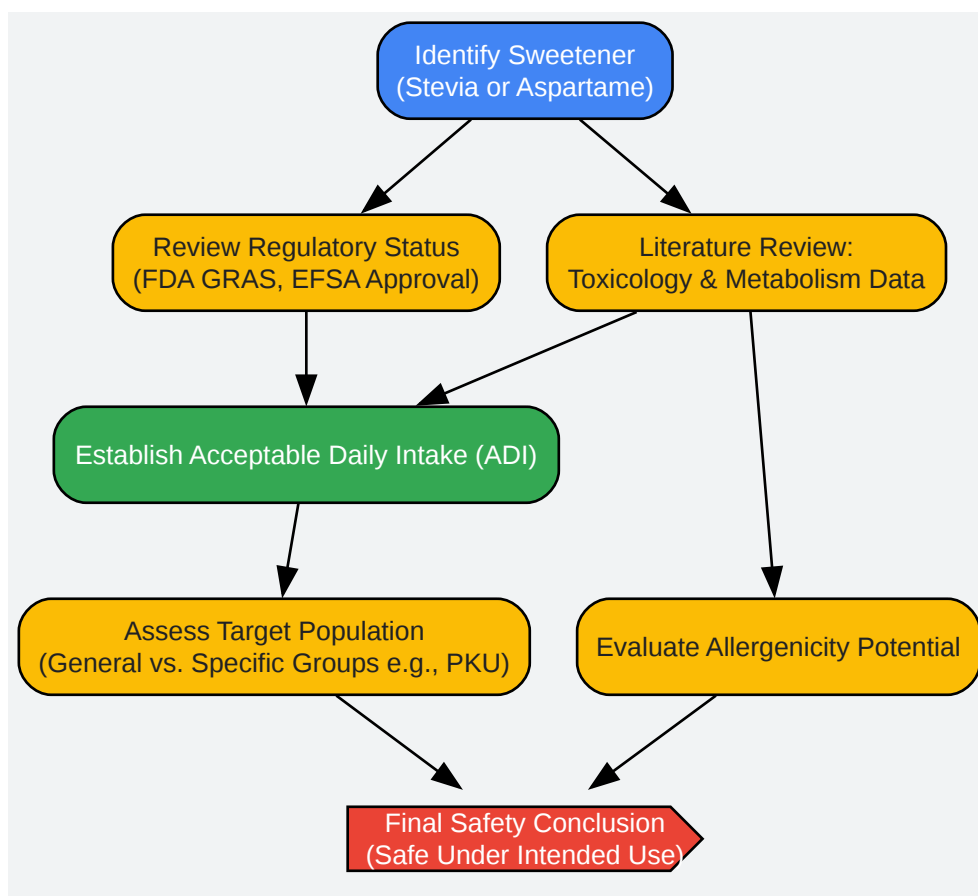 Identify Sweetener
(Stevia or Aspartame)
Review Regulatory Status
(FDA GRAS, EFSA Approval)
Literature Review:
Toxicology & Metabolism Data
Establish Acceptable Daily Intake (ADI)
Assess Target Population
(General vs. Specific Groups e.g., PKU)
Evaluate Allergenicity Potential
Final Safety Conclusion
(Safe Under Intended Use)